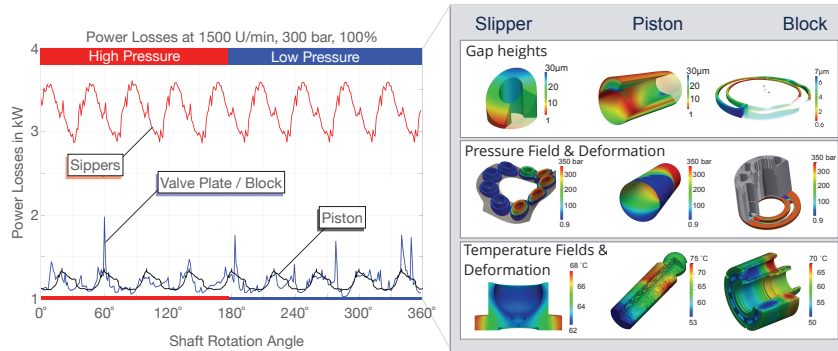 Power Losses at 1500 U/min, 300 bar, 100%
High Pressure
Low Pressure
Power Losses in kW
4
3
2
1
Sippers
Valve Plate / Block
Piston
0° 60° 120° 180° 240° 300° 360°
Shaft Rotation Angle
Slipper Piston Block
Gap heights
30µm
20
10
1
30µm
20
10
1
7µm
6
4
2
0.6
Pressure Field & Deformation
350 bar
300
200
100
0.9
350 bar
300
200
100
0.9
350 bar
300
200
100
0.9
Temperature Fields &
Deformation
68 °C
66
64
62
75 °C
70
65
60
53
70 °C
65
60
55
50